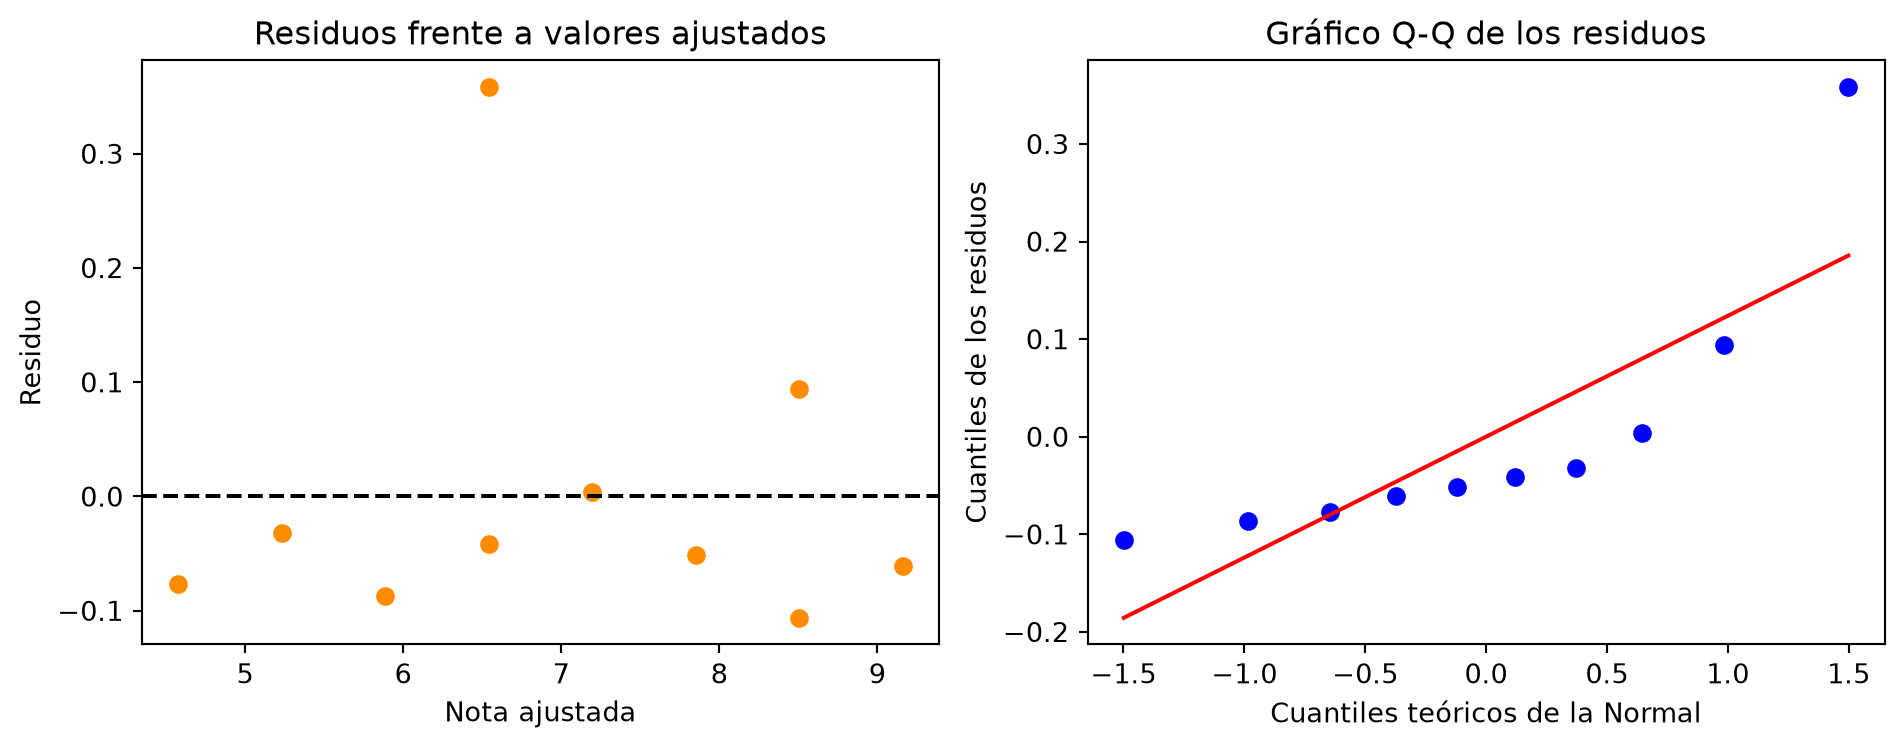 Residuos frente a valores ajustados
Residuo
0.3
0.2
0.1
0.0
−0.1
5 6 7 8 9
Nota ajustada
Gráfico Q-Q de los residuos
Cuantiles de los residuos
0.3
0.2
0.1
0.0
−0.1
−0.2
−1.5 −1.0 −0.5 0.0 0.5 1.0 1.5
Cuantiles teóricos de la Normal